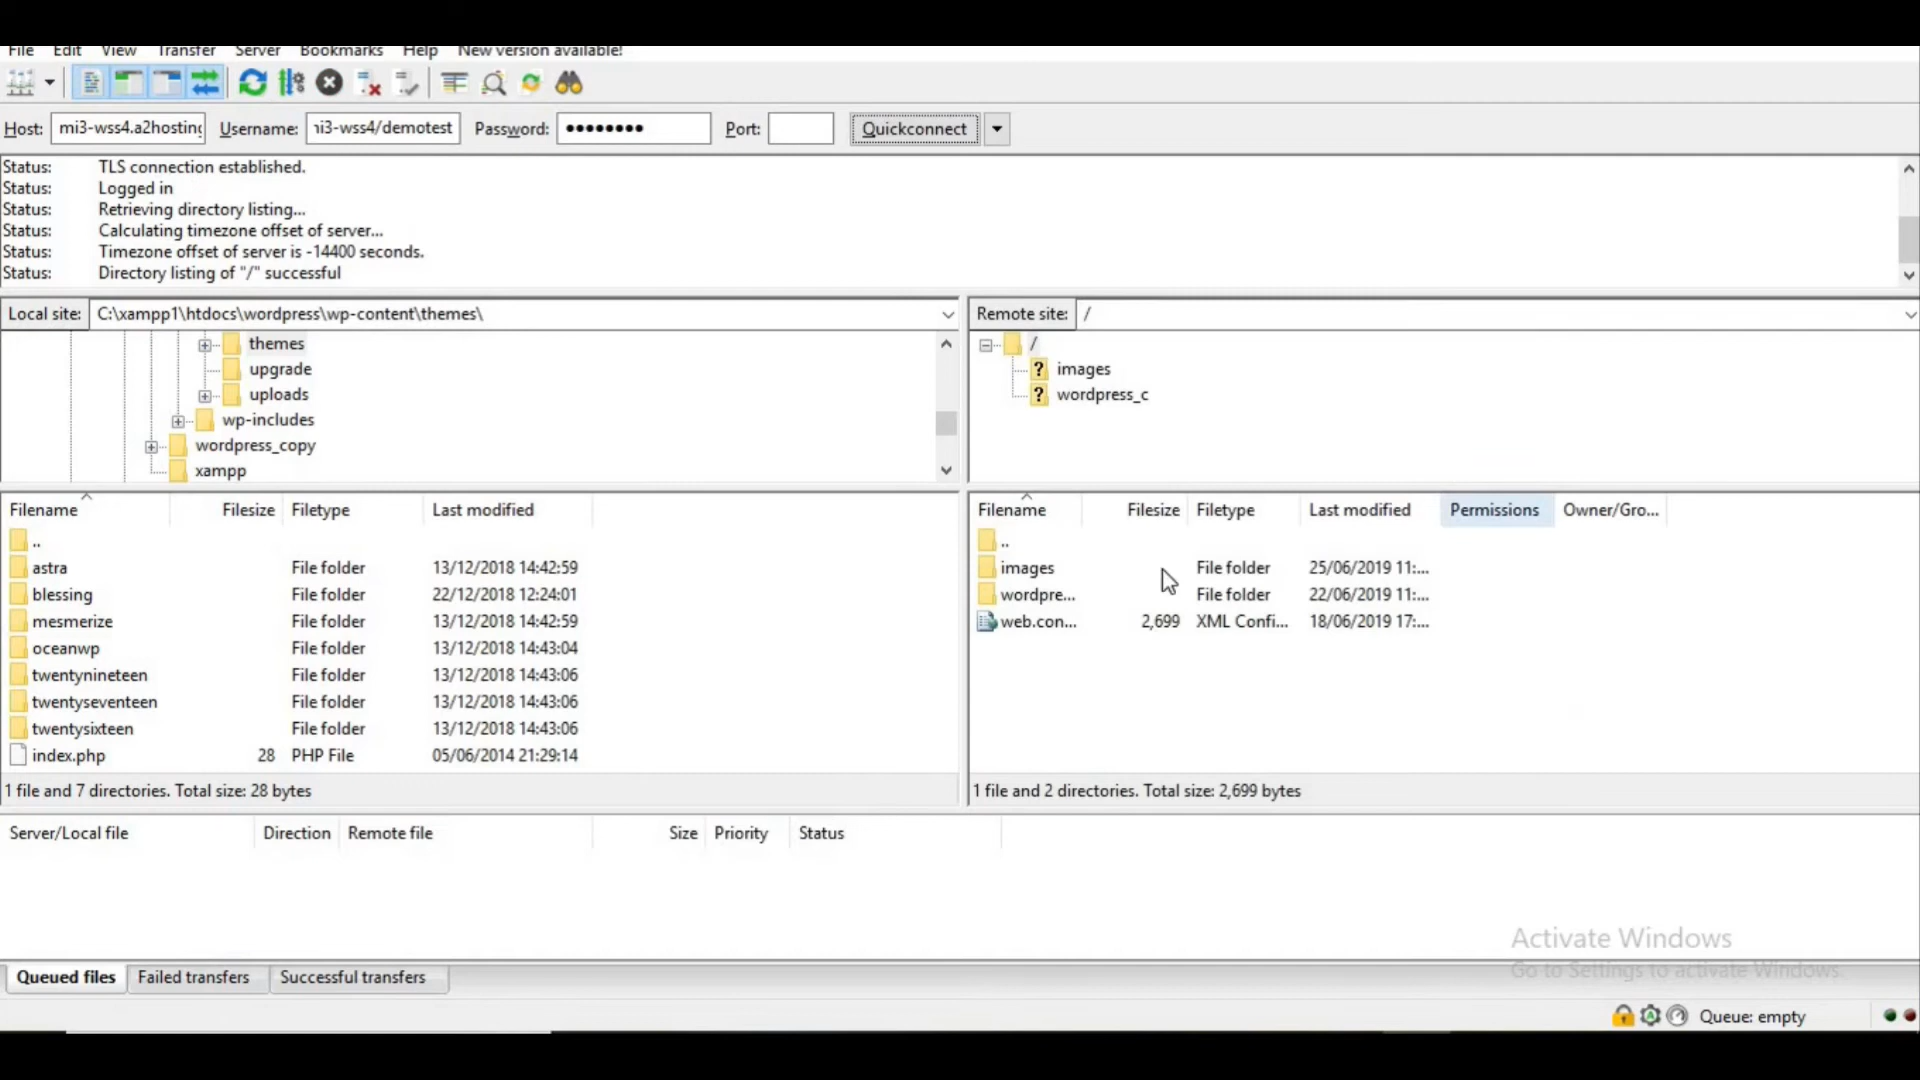 File Edit View Transfer Server Bookmarks Help New version available!
Host: mi3-wss4.a2hosting Username: ni3-wss4/demotest Password: ●●●●●●●● Port: Quickconnect
Status: TLS connection established.
Status: Logged in
Status: Retrieving directory listing...
Status: Calculating timezone offset of server...
Status: Timezone offset of server is -14400 seconds.
Status: Directory listing of "/" successful
Local site: C:\xampp1\htdocs\wordpress\wp-content\themes\
themes
upgrade
uploads
wp-includes
wordpress_copy
xampp
Remote site: /
/
images
wordpress_c
Filename Filesize Filetype Last modified
..
astra File folder 13/12/2018 14:42:59
blessing File folder 22/12/2018 12:24:01
mesmerize File folder 13/12/2018 14:42:59
oceanwp File folder 13/12/2018 14:43:04
twentynineteen File folder 13/12/2018 14:43:06
twentyseventeen File folder 13/12/2018 14:43:06
twentysixteen File folder 13/12/2018 14:43:06
index.php 28 PHP File 05/06/2014 21:29:14
1 file and 7 directories. Total size: 28 bytes
Filename Filesize Filetype Last modified Permissions Owner/Gro...
..
images File folder 25/06/2019 11:...
wordpre... File folder 22/06/2019 11:...
web.con... 2,699 XML Confi... 18/06/2019 17:...
1 file and 2 directories. Total size: 2,699 bytes
Server/Local file Direction Remote file Size Priority Status
Activate Windows
Go to Settings to activate Windows.
Queued files Failed transfers Successful transfers
Queue: empty